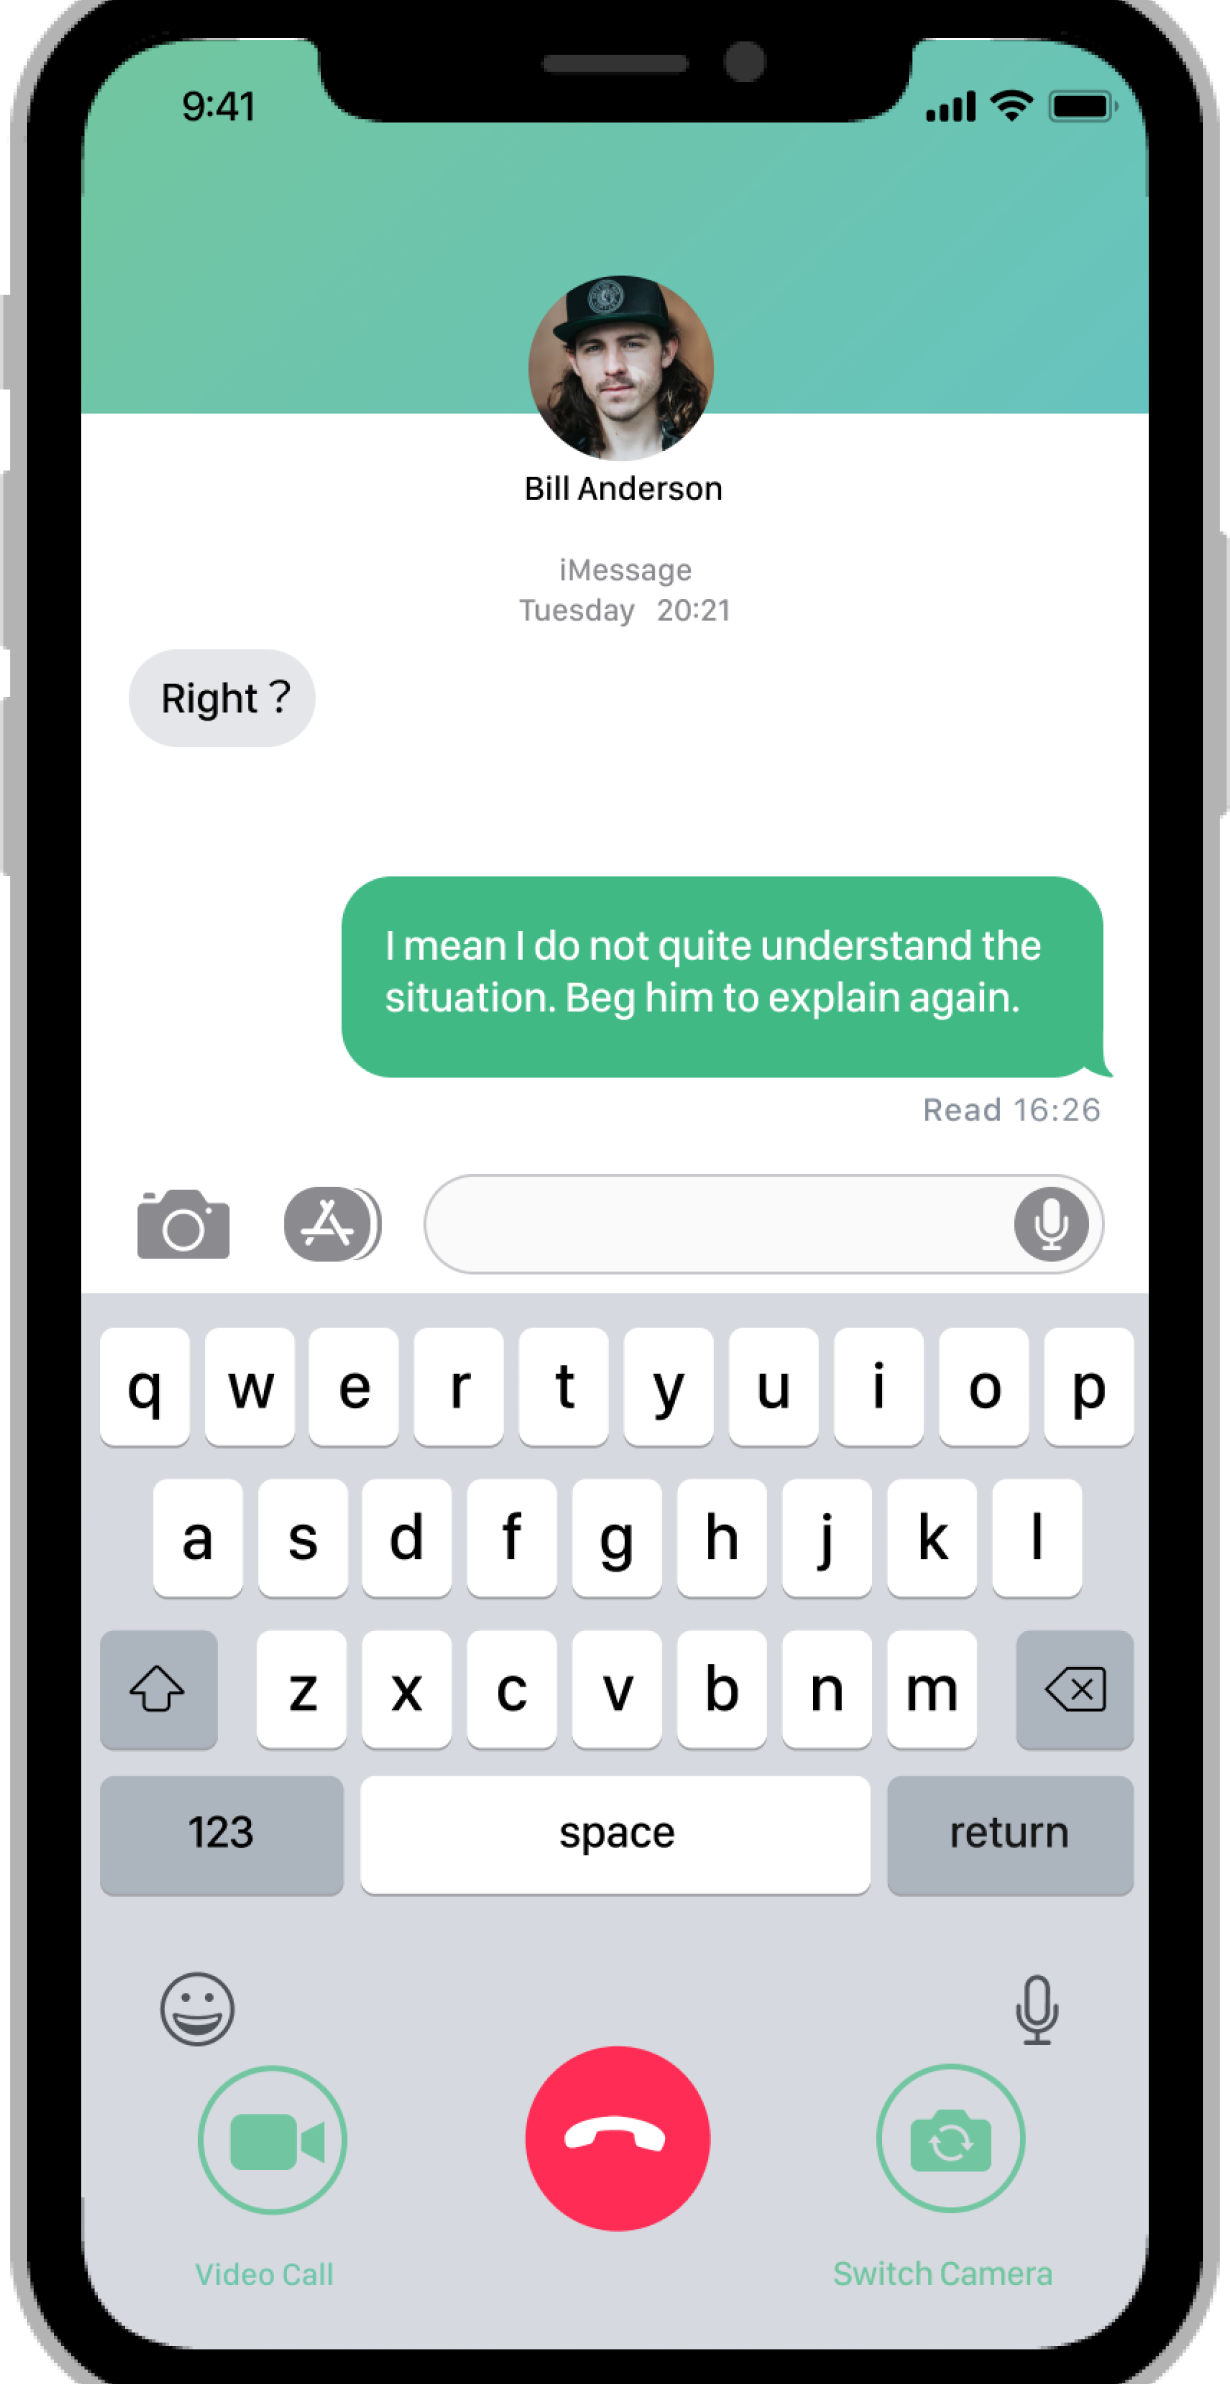 9:41
Bill Anderson
iMessage
Tuesday 20:21
Right ?
I mean I do not quite understand the
situation. Beg him to explain again.
Read 16:26
q w e r t y u i o p
a s d f g h j k l
z x c v b n m
123 space return
Video Call Switch Camera